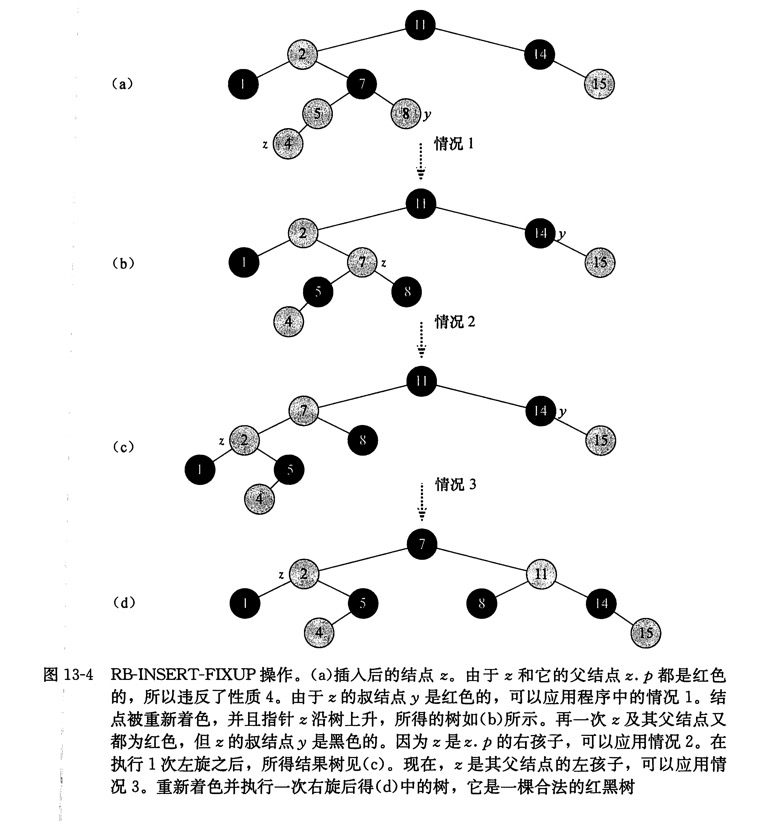 11
2 14
(a) 1 7 15
5 8 y
z 4 情况 1
11
2 14 y
(b) 1 7 z 15
5 8
4 情况 2
11
7 14 y
(c) z 2 8 15
1 5
4 情况 3
7
z 2 11
(d) 1 5 8 14
4 15
图 13-4 RB-INSERT-FIXUP 操作。(a)插入后的结点 z。由于 z 和它的父结点 z.p 都是红色
的，所以违反了性质 4。由于 z 的叔结点 y 是红色的，可以应用程序中的情况 1。结
点被重新着色，并且指针 z 沿树上升，所得的树如(b)所示。再一次 z 及其父结点又
都为红色，但 z 的叔结点 y 是黑色的。因为 z 是 z.p 的右孩子，可以应用情况 2。在
执行 1 次左旋之后，所得结果树见(c)。现在，z 是其父结点的左孩子，可以应用情
况 3。重新着色并执行一次右旋后得(d)中的树，它是一棵合法的红黑树